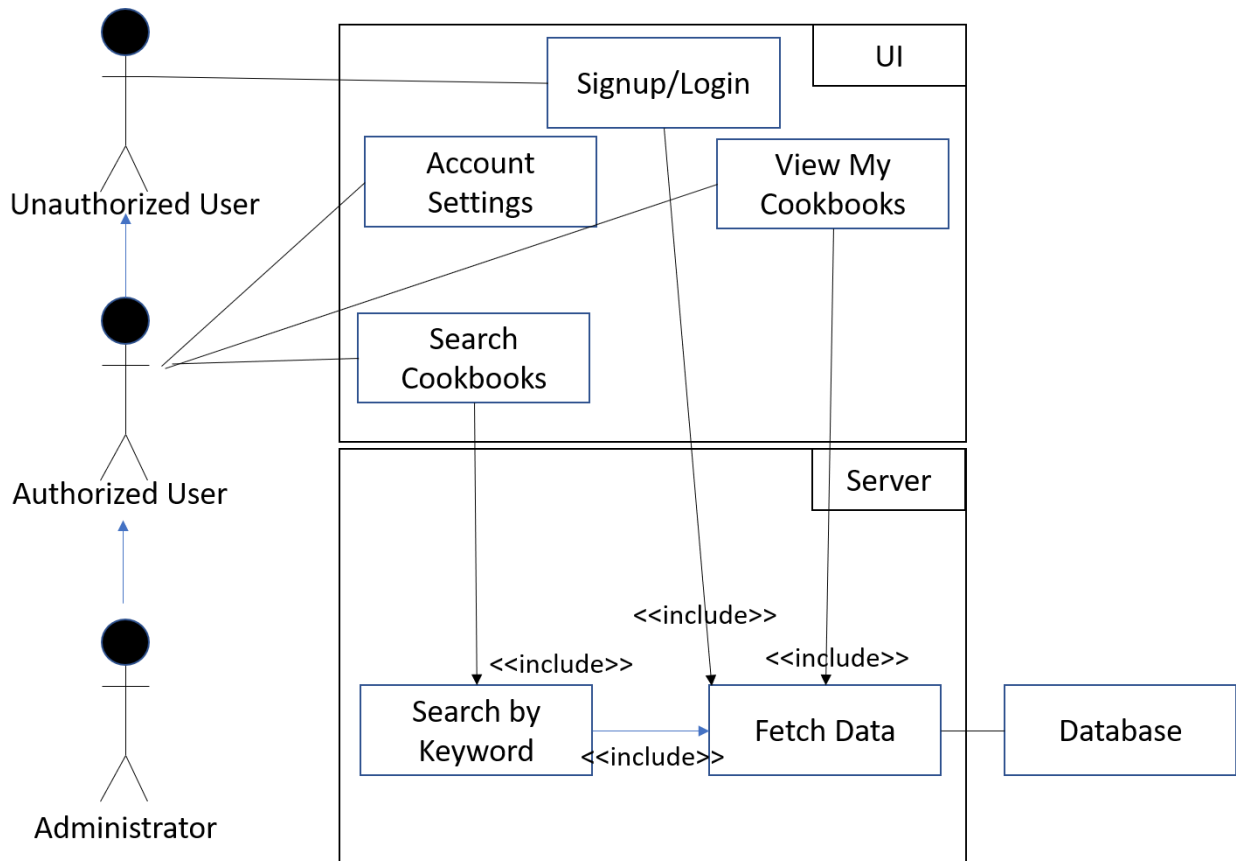 UI
Signup/Login
Account
Settings
View My
Cookbooks
Unauthorized User
Search
Cookbooks
Authorized User
Server
<<include>>
<<include>>
<<include>>
Search by
Keyword
<<include>>
Fetch Data
Database
Administrator